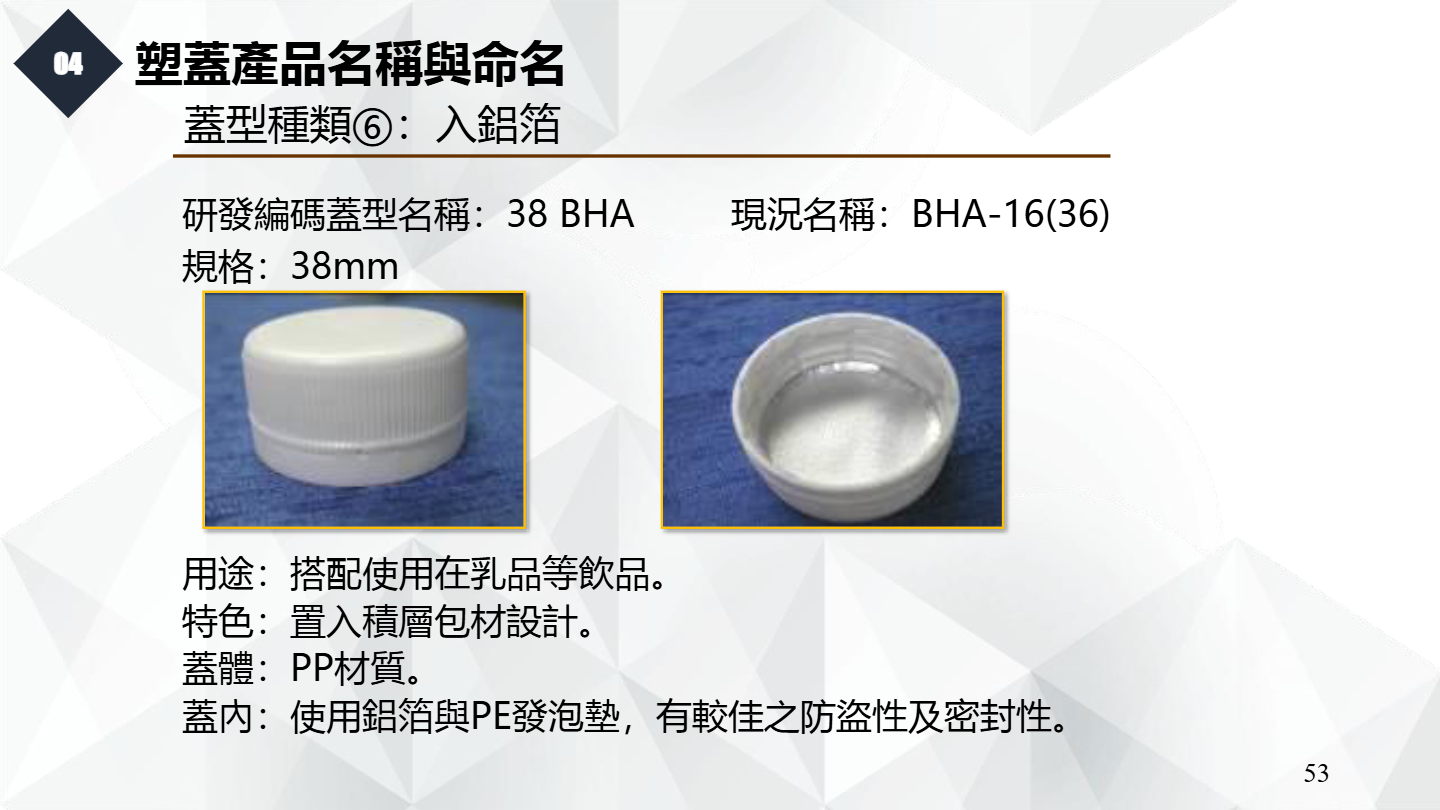 04
塑蓋產品名稱與命名
蓋型種類⑥：入鋁箔
研發編碼蓋型名稱：38 BHA 現況名稱：BHA-16(36)
規格：38mm
用途：搭配使用在乳品等飲品。
特色：置入積層包材設計。
蓋體：PP材質。
蓋內：使用鋁箔與PE發泡墊，有較佳之防盜性及密封性。
53